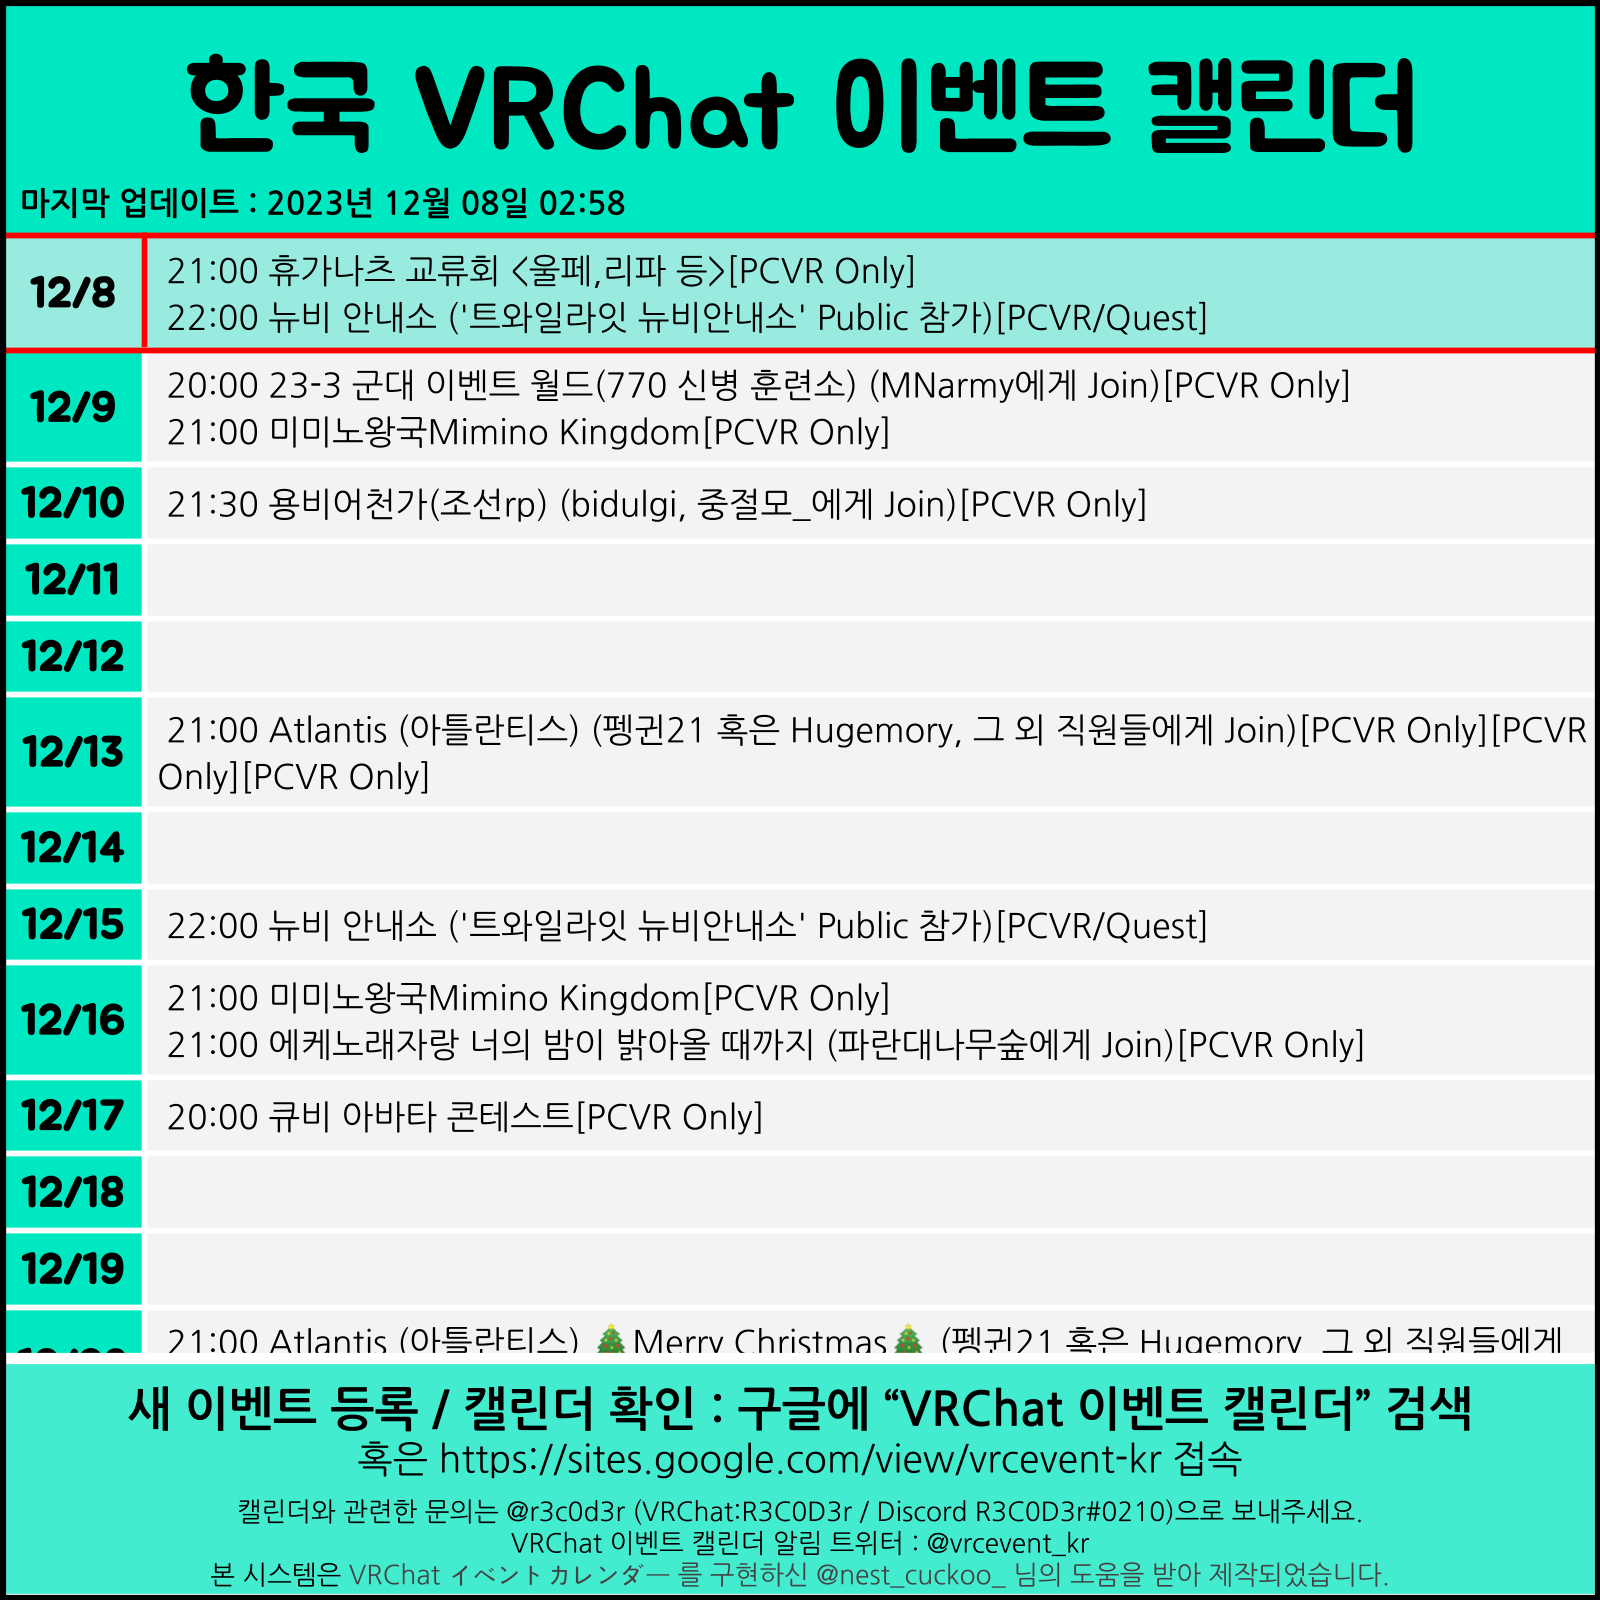 한국 VRChat 이벤트 캘린더
마지막 업데이트 : 2023년 12월 08일 02:58
12/8
21:00 휴가나츠 교류회 <울페,리파 등>[PCVR Only]
22:00 뉴비 안내소 ('트와일라잇 뉴비안내소' Public 참가)[PCVR/Quest]
12/9
20:00 23-3 군대 이벤트 월드(770 신병 훈련소) (MNarmy에게 Join)[PCVR Only]
21:00 미미노왕국Mimino Kingdom[PCVR Only]
12/10
21:30 용비어천가(조선rp) (bidulgi, 중절모_에게 Join)[PCVR Only]
12/11
12/12
12/13
21:00 Atlantis (아틀란티스) (펭귄21 혹은 Hugemory, 그 외 직원들에게 Join)[PCVR Only][PCVR
Only][PCVR Only]
12/14
12/15
22:00 뉴비 안내소 ('트와일라잇 뉴비안내소' Public 참가)[PCVR/Quest]
12/16
21:00 미미노왕국Mimino Kingdom[PCVR Only]
21:00 에케노래자랑 너의 밤이 밝아올 때까지 (파란대나무숲에게 Join)[PCVR Only]
12/17
20:00 큐비 아바타 콘테스트[PCVR Only]
12/18
12/19
21:00 Atlantis (아틀란티스) 🎄Merry Christmas🎄 (펭귄21 혹은 Hugemory, 그 외 직원들에게
새 이벤트 등록 / 캘린더 확인 : 구글에 “VRChat 이벤트 캘린더” 검색
혹은 https://sites.google.com/view/vrcevent-kr 접속
캘린더와 관련한 문의는 @r3c0d3r (VRChat:R3C0D3r / Discord R3C0D3r#0210)으로 보내주세요.
VRChat 이벤트 캘린더 알림 트위터 : @vrcevent_kr
본 시스템은 VRChat イベントカレンダー 를 구현하신 @nest_cuckoo_ 님의 도움을 받아 제작되었습니다.